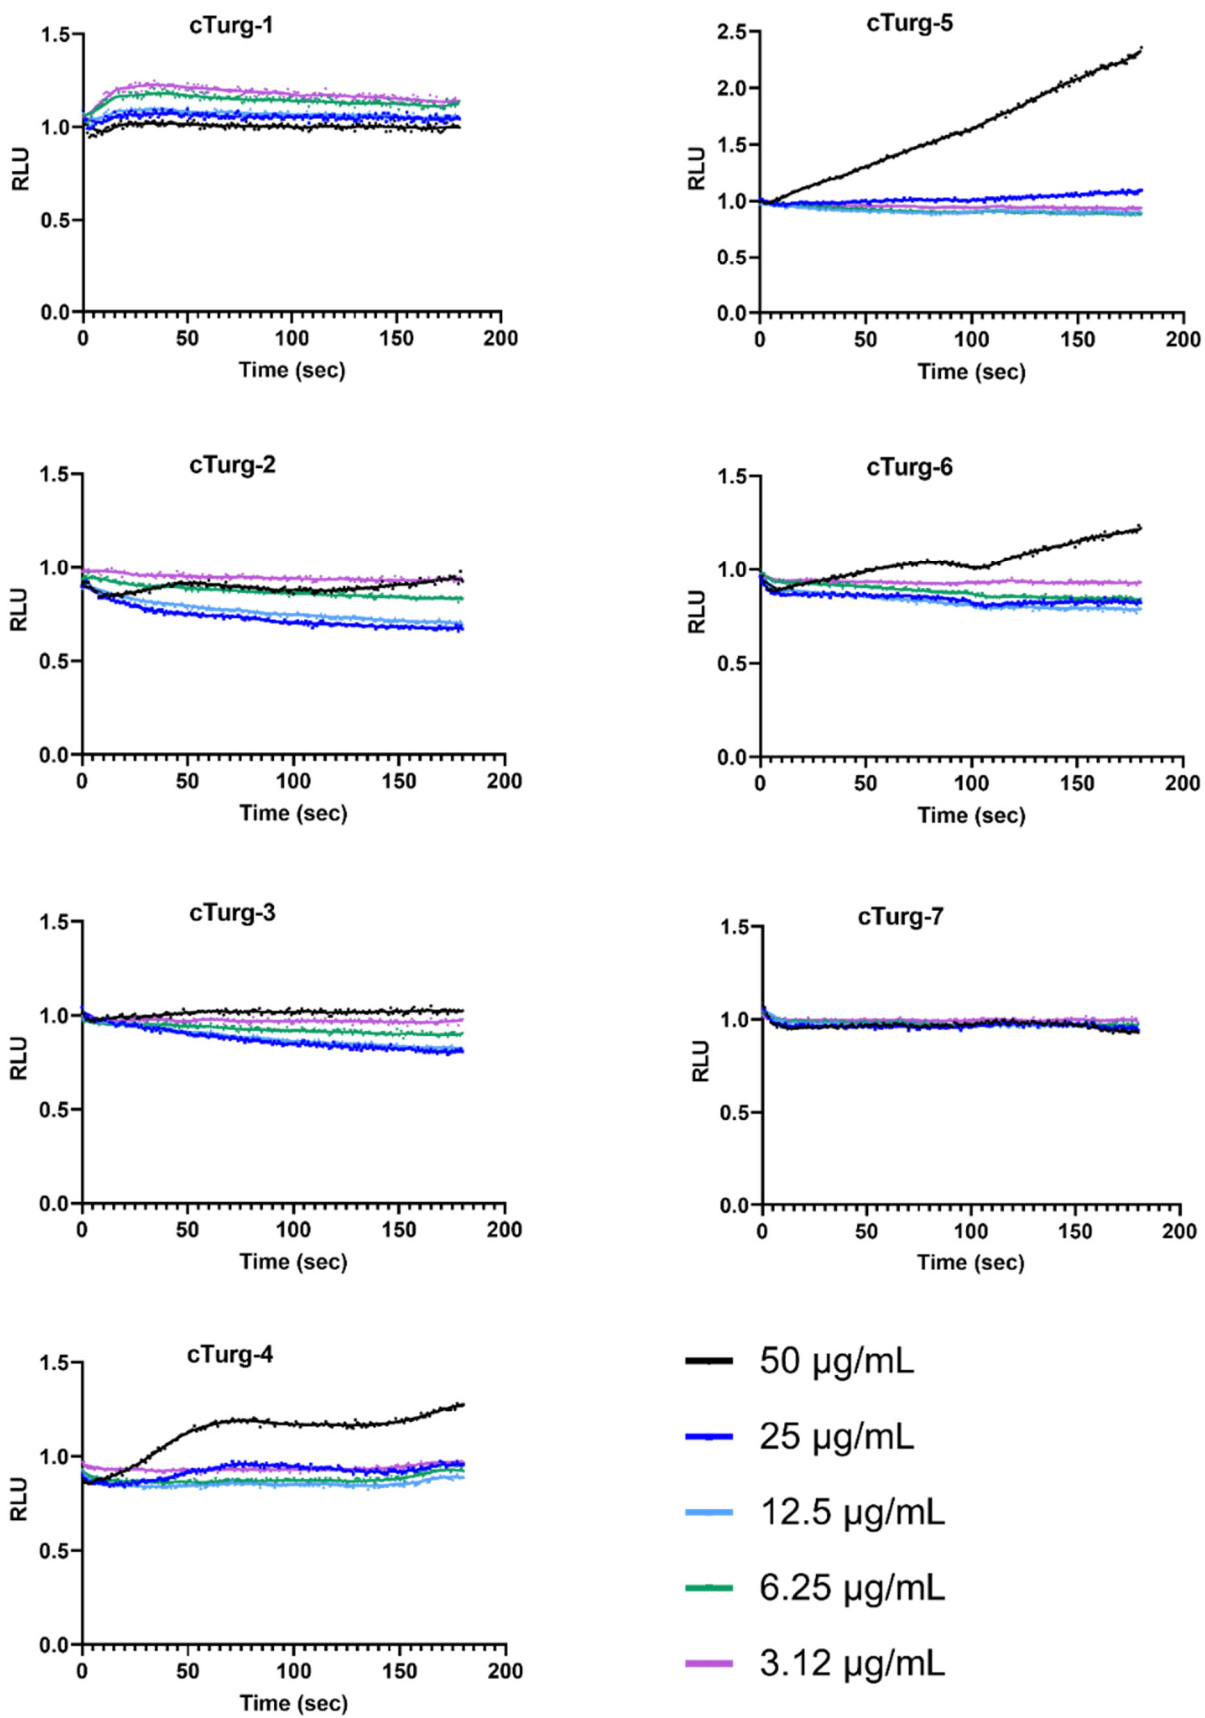 cTurg-1
1.5
1.0
0.5
0.0
RLU
0 50 100 150 200
Time (sec)
cTurg-5
2.5
2.0
1.5
1.0
0.5
0.0
RLU
0 50 100 150 200
Time (sec)
cTurg-2
1.5
1.0
0.5
0.0
RLU
0 50 100 150 200
Time (sec)
cTurg-6
1.5
1.0
0.5
0.0
RLU
0 50 100 150 200
Time (sec)
cTurg-3
1.5
1.0
0.5
0.0
RLU
0 50 100 150 200
Time (sec)
cTurg-7
1.5
1.0
0.5
0.0
RLU
0 50 100 150 200
Time (sec)
cTurg-4
1.5
1.0
0.5
0.0
RLU
0 50 100 150 200
Time (sec)
50 µg/mL
25 µg/mL
12.5 µg/mL
6.25 µg/mL
3.12 µg/mL